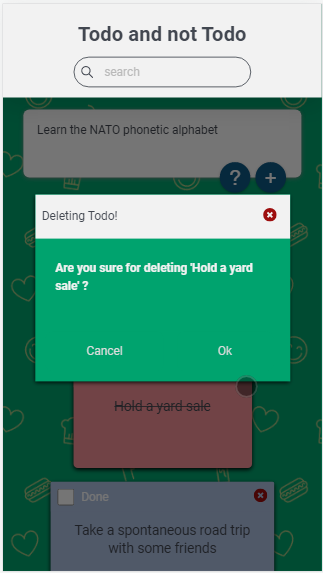 Todo and not Todo
search
Learn the NATO phonetic alphabet
? +
Deleting Todo!
Are you sure for deleting 'Hold a yard
sale' ?
Cancel Ok
Hold a yard sale
Done
Take a spontaneous road trip
with some friends